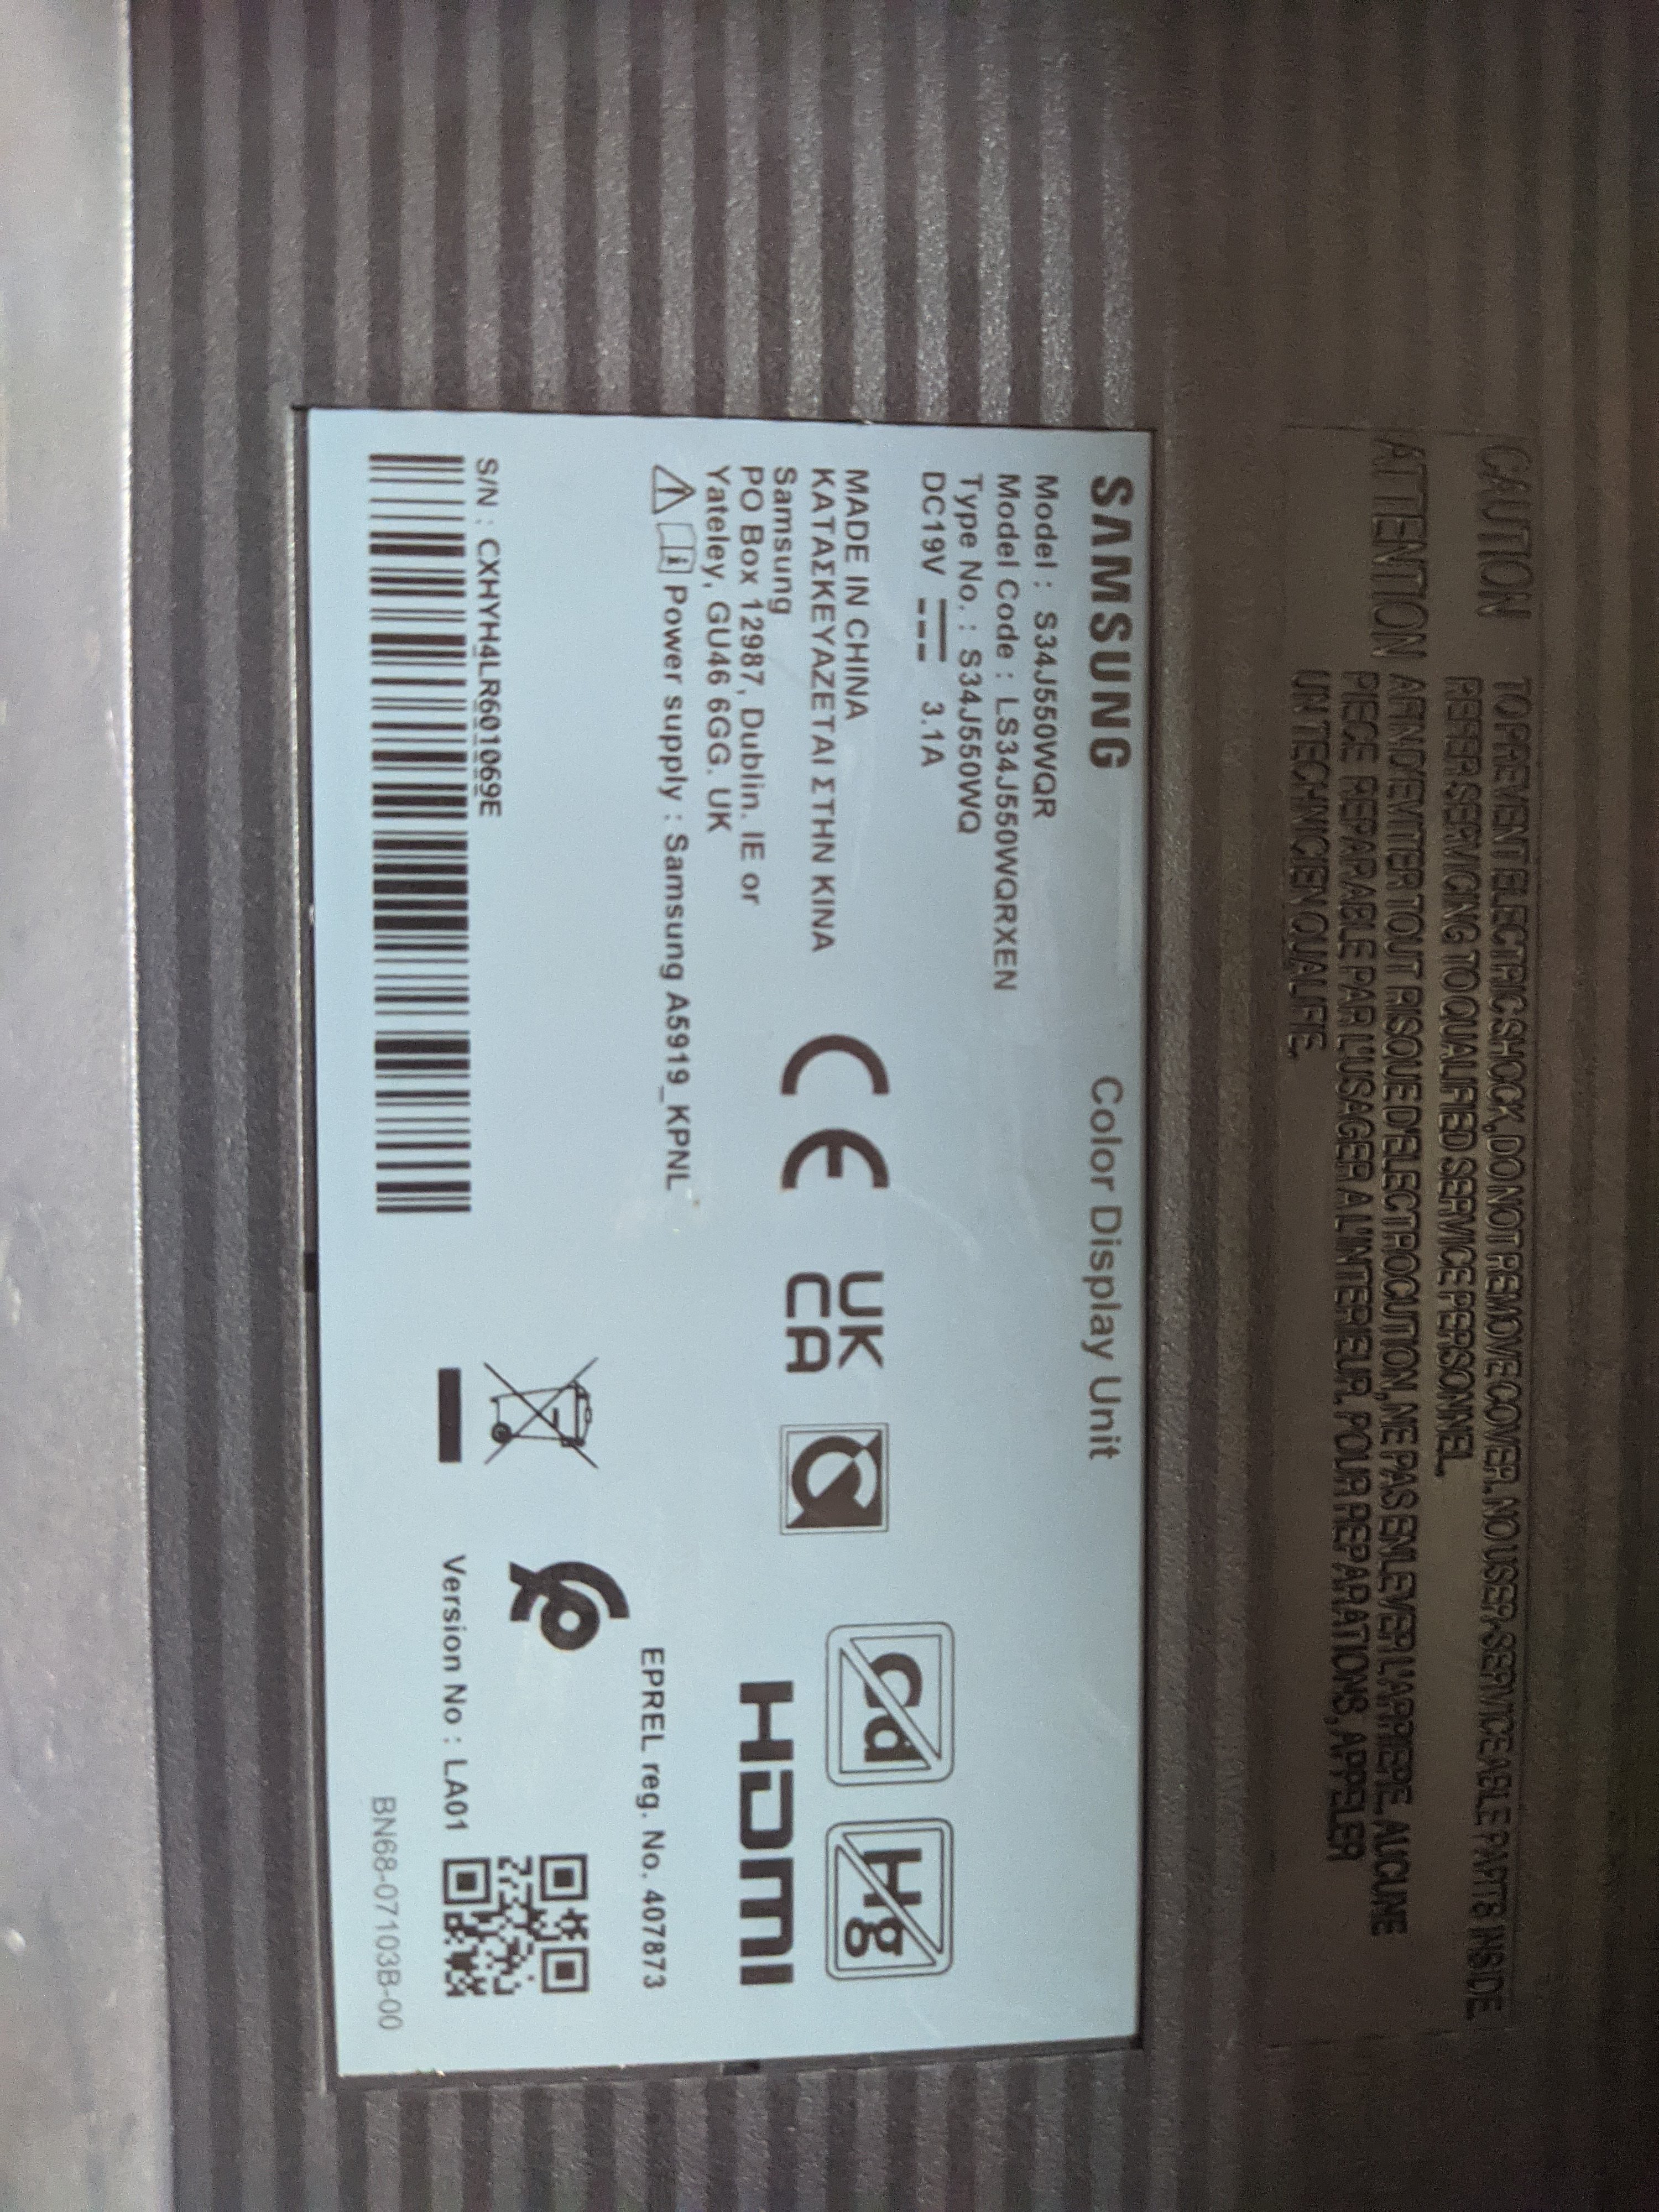 CAUTION TO PREVENT ELECTRIC SHOCK, DO NOT REMOVE COVER. NO USER-SERVICEABLE PARTS INSIDE
REFER SERVICING TO QUALIFIED SERVICE PERSONNEL.
ATTENTION AFIN D'EVITER TOUT RISQUE D'ELECTROCUTION, NE PAS ENLEVER L'ARRIERE, AUCUNE
PIECE REPARABLE PAR L'USAGER A L'INTERIEUR. POUR REPARATIONS, APPELER
UN TECHNICIEN QUALIFIE.
SAMSUNG Color Display Unit
Model : S34J550WQR
Model Code : LS34J550WQRXEN
Type No. : S34J550WQ
DC19V 3.1A
Cd Hg
MADE IN CHINA
ΚΑΤΑΣΚΕΥΑΖΕΤΑΙ ΣΤΗΝ ΚΙΝΑ
CE UK CA
HDMI
Samsung
PO Box 12987, Dublin. IE or
Yateley, GU46 6GG. UK
Power supply : Samsung A5919_KPNL
EPREL reg. No. 407873
S/N : CXHYH4LR601069E
Version No : LA01
BN68-07103B-00